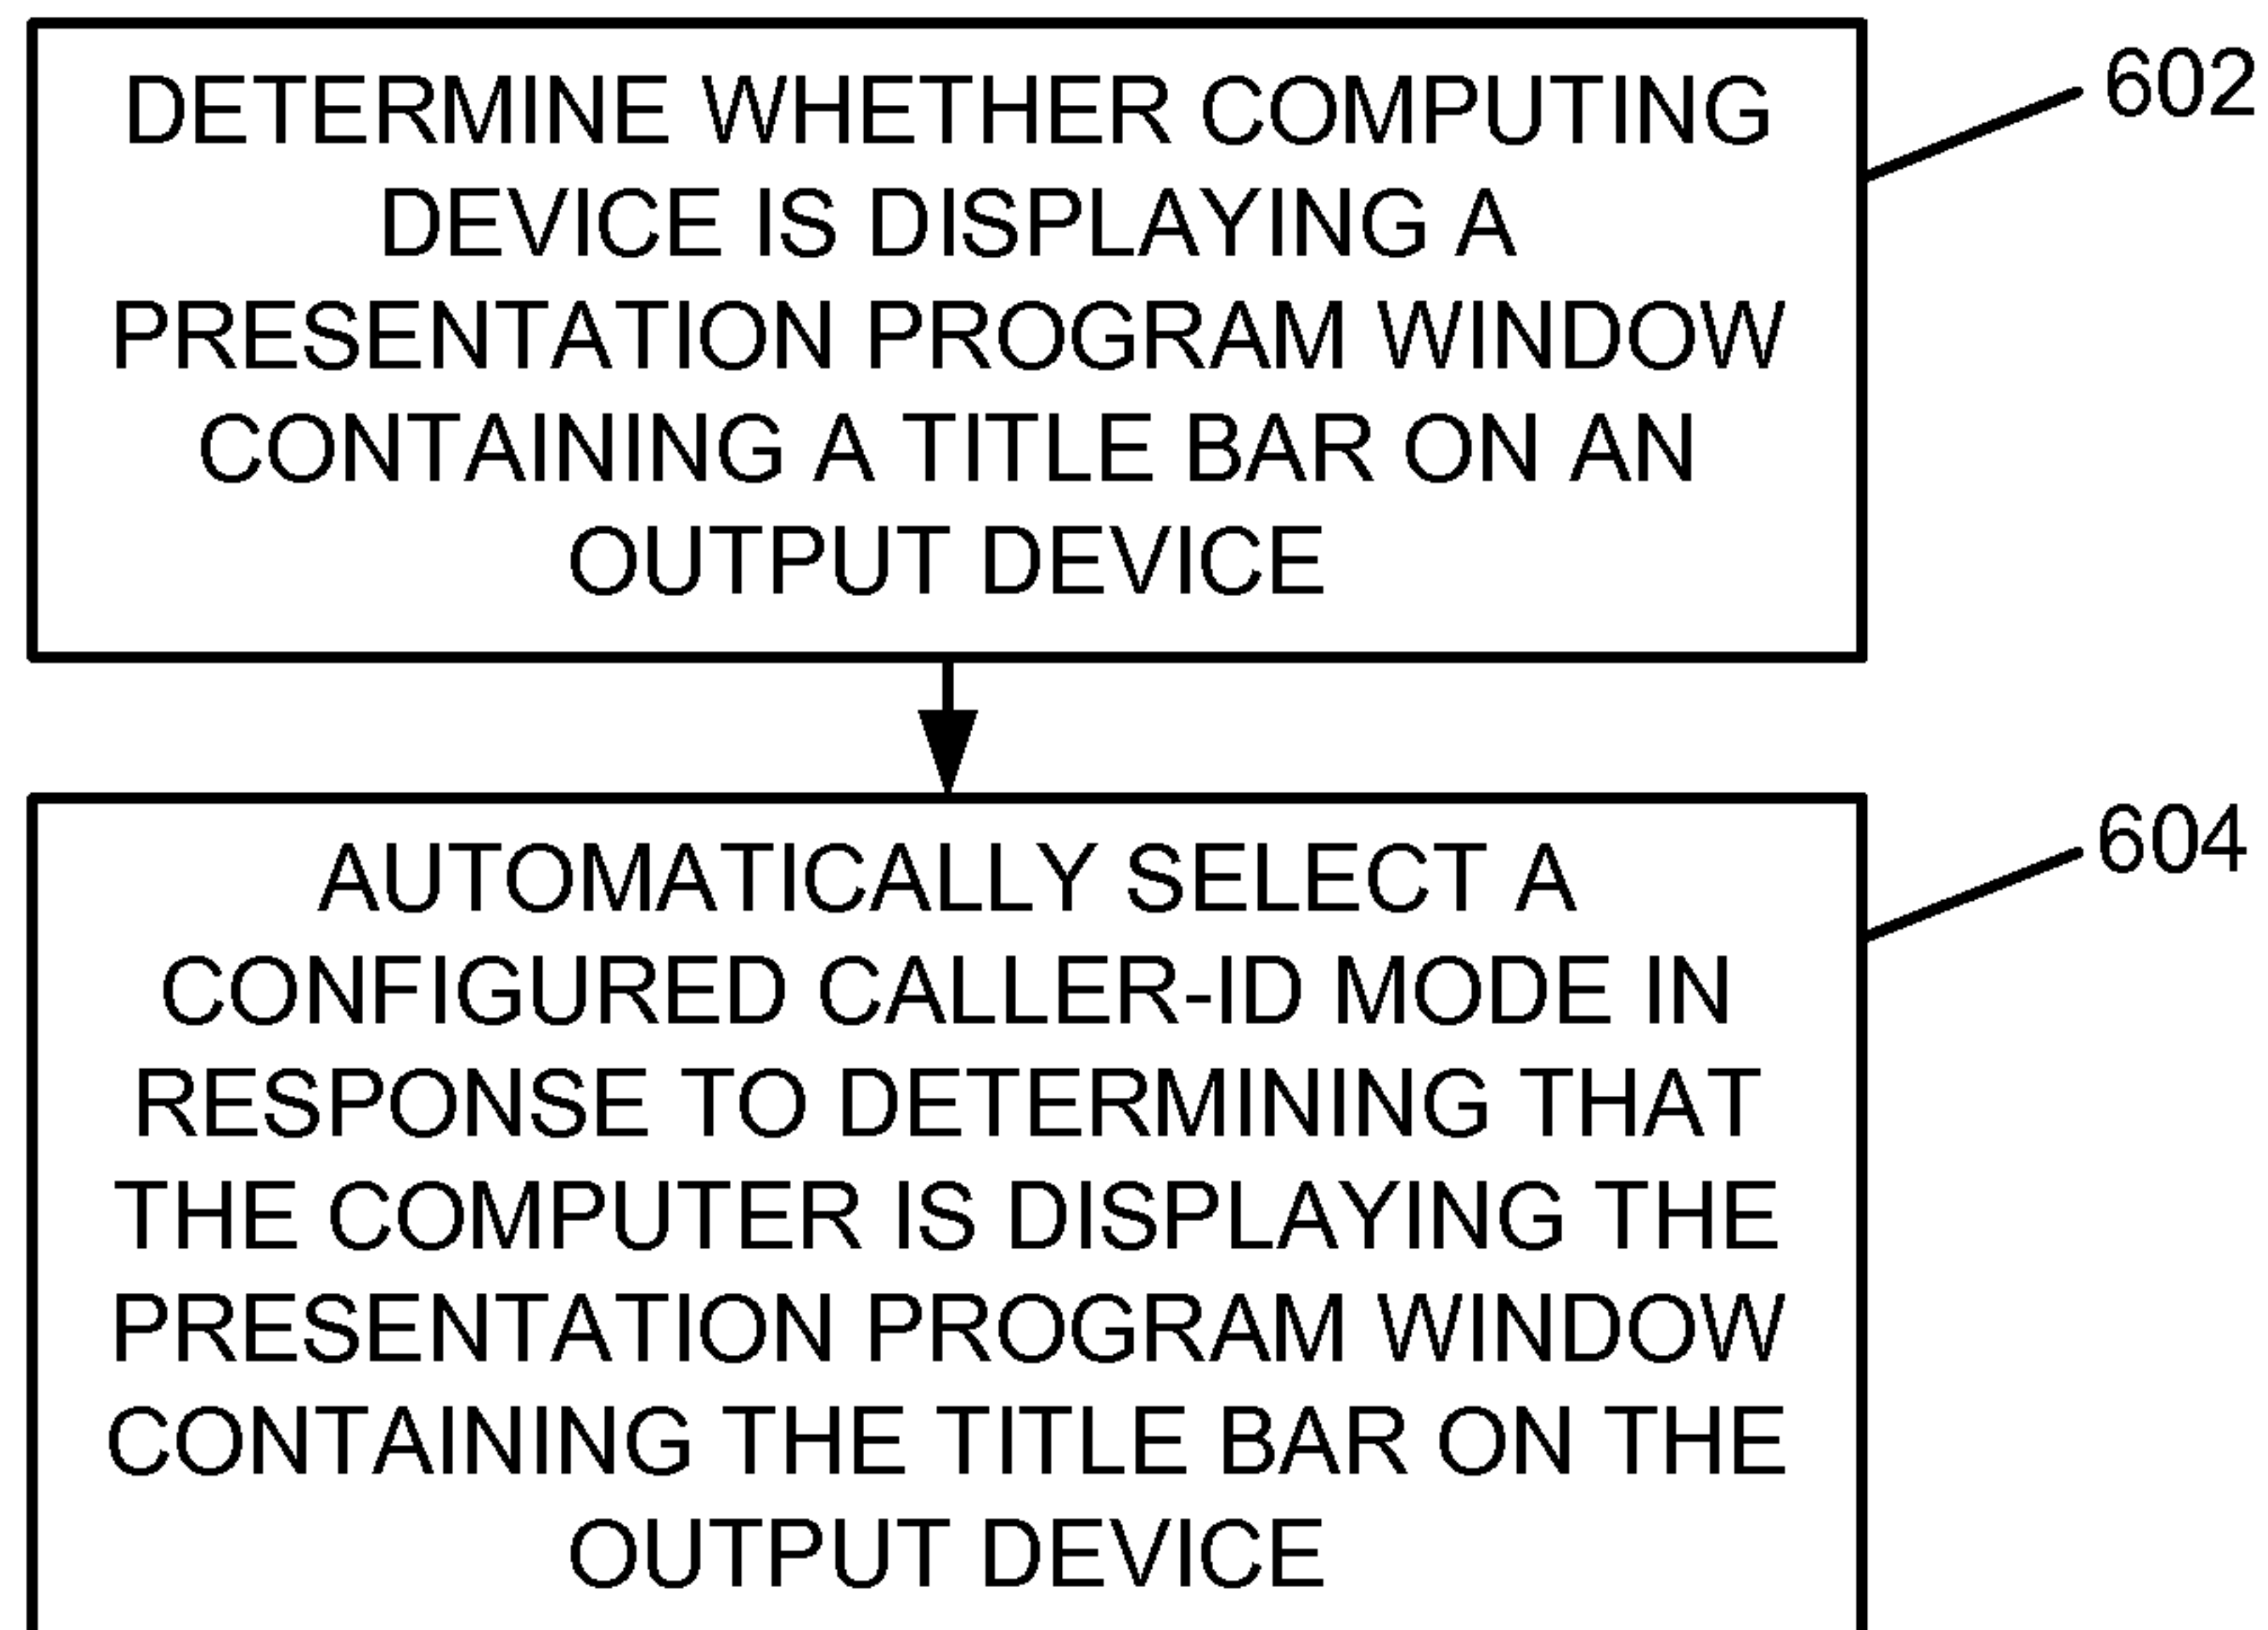 DETERMINE WHETHER COMPUTING
DEVICE IS DISPLAYING A
PRESENTATION PROGRAM WINDOW
CONTAINING A TITLE BAR ON AN
OUTPUT DEVICE
602
AUTOMATICALLY SELECT A
CONFIGURED CALLER-ID MODE IN
RESPONSE TO DETERMINING THAT
THE COMPUTER IS DISPLAYING THE
PRESENTATION PROGRAM WINDOW
CONTAINING THE TITLE BAR ON THE
OUTPUT DEVICE
604